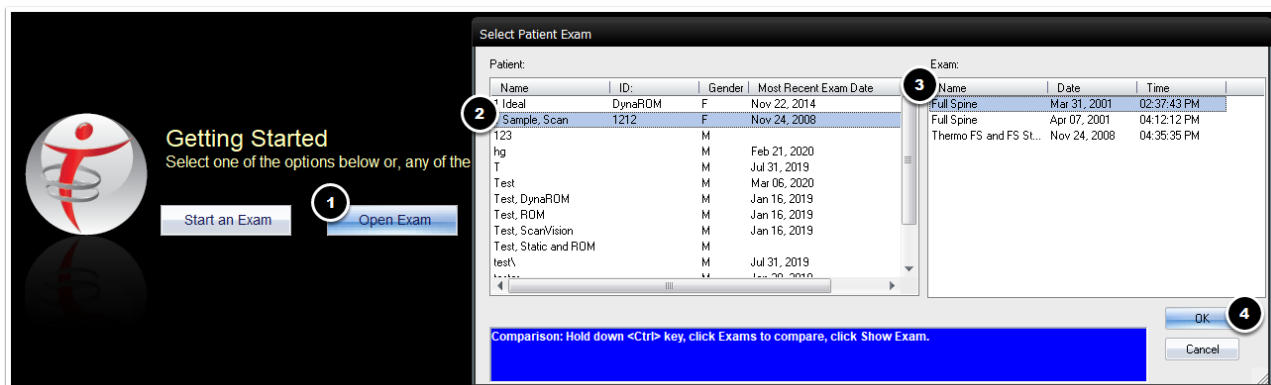 Select Patient Exam
Getting Started
Select one of the options below or, any of the
1
Start an Exam
Open Exam
Patient:
Name ID: Gender Most Recent Exam Date
2
Ideal DynaROM F Nov 22, 2014
Sample, Scan 1212 F Nov 24, 2008
123 M
hg M Feb 21, 2020
T M Jul 31, 2019
Test M Mar 06, 2020
Test, DynaROM M Jan 16, 2019
Test, ROM M Jan 16, 2019
Test, ScanVision M Jan 16, 2019
Test, Static and ROM M
test\ M Jul 31, 2019
Exam:
3
Name Date Time
Full Spine Mar 31, 2001 02:37:43 PM
Full Spine Apr 07, 2001 04:12:12 PM
Thermo FS and FS St... Nov 24, 2008 04:35:35 PM
Comparison: Hold down <Ctrl> key, click Exams to compare, click Show Exam.
OK
4
Cancel